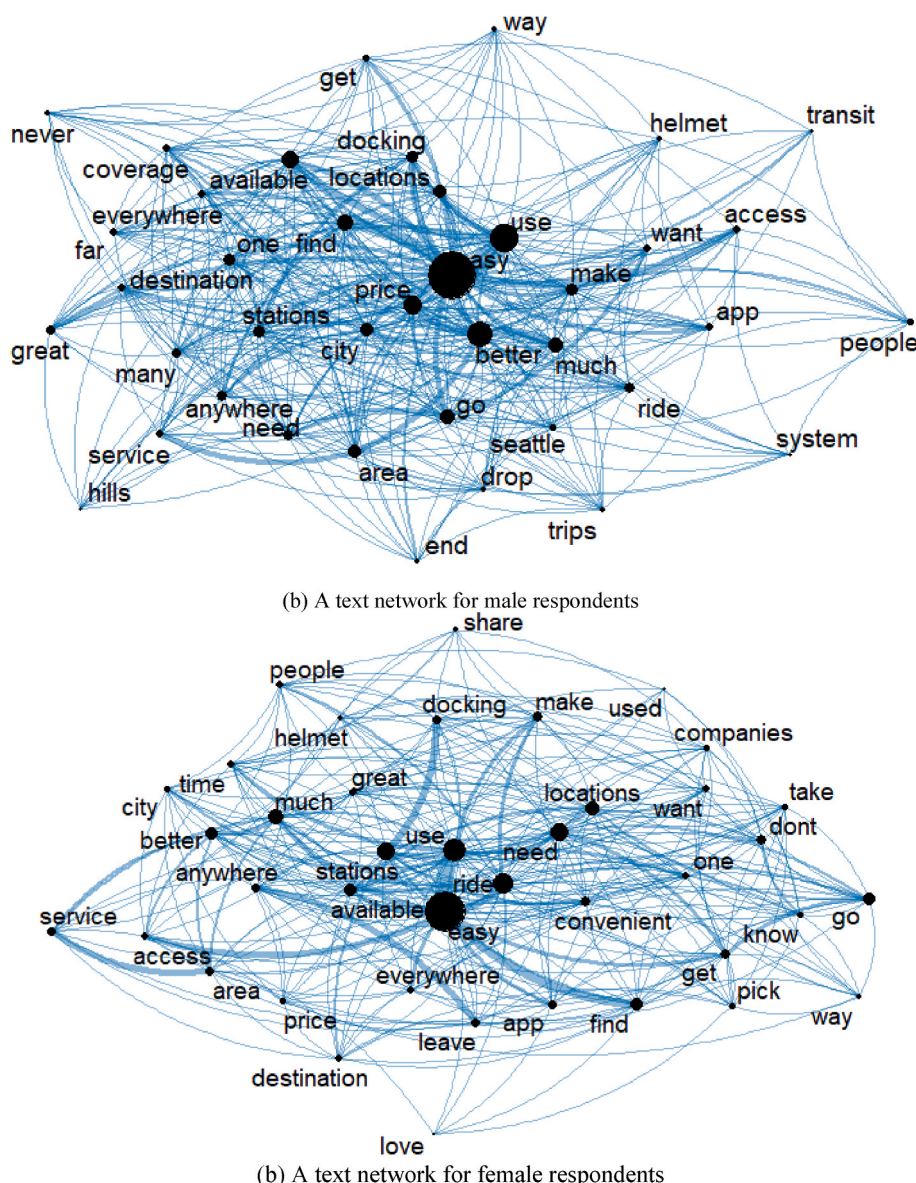 way
get
never
helmet
transit
docking
coverage
available
locations
everywhere
use
access
far
one
find
want
asy
destination
make
price
stations
app
great
city
better
people
many
much
anywhere
go
ride
need
seattle
service
area
system
hills
drop
trips
end
(b) A text network for male respondents
share
people
docking
make
used
helmet
companies
time
great
city
much
locations
want
take
better
use
dont
anywhere
stations
need
one
ride
service
available
convenient
go
easy
know
access
everywhere
get
area
pick
price
app
find
way
leave
destination
love
(b) A text network for female respondents